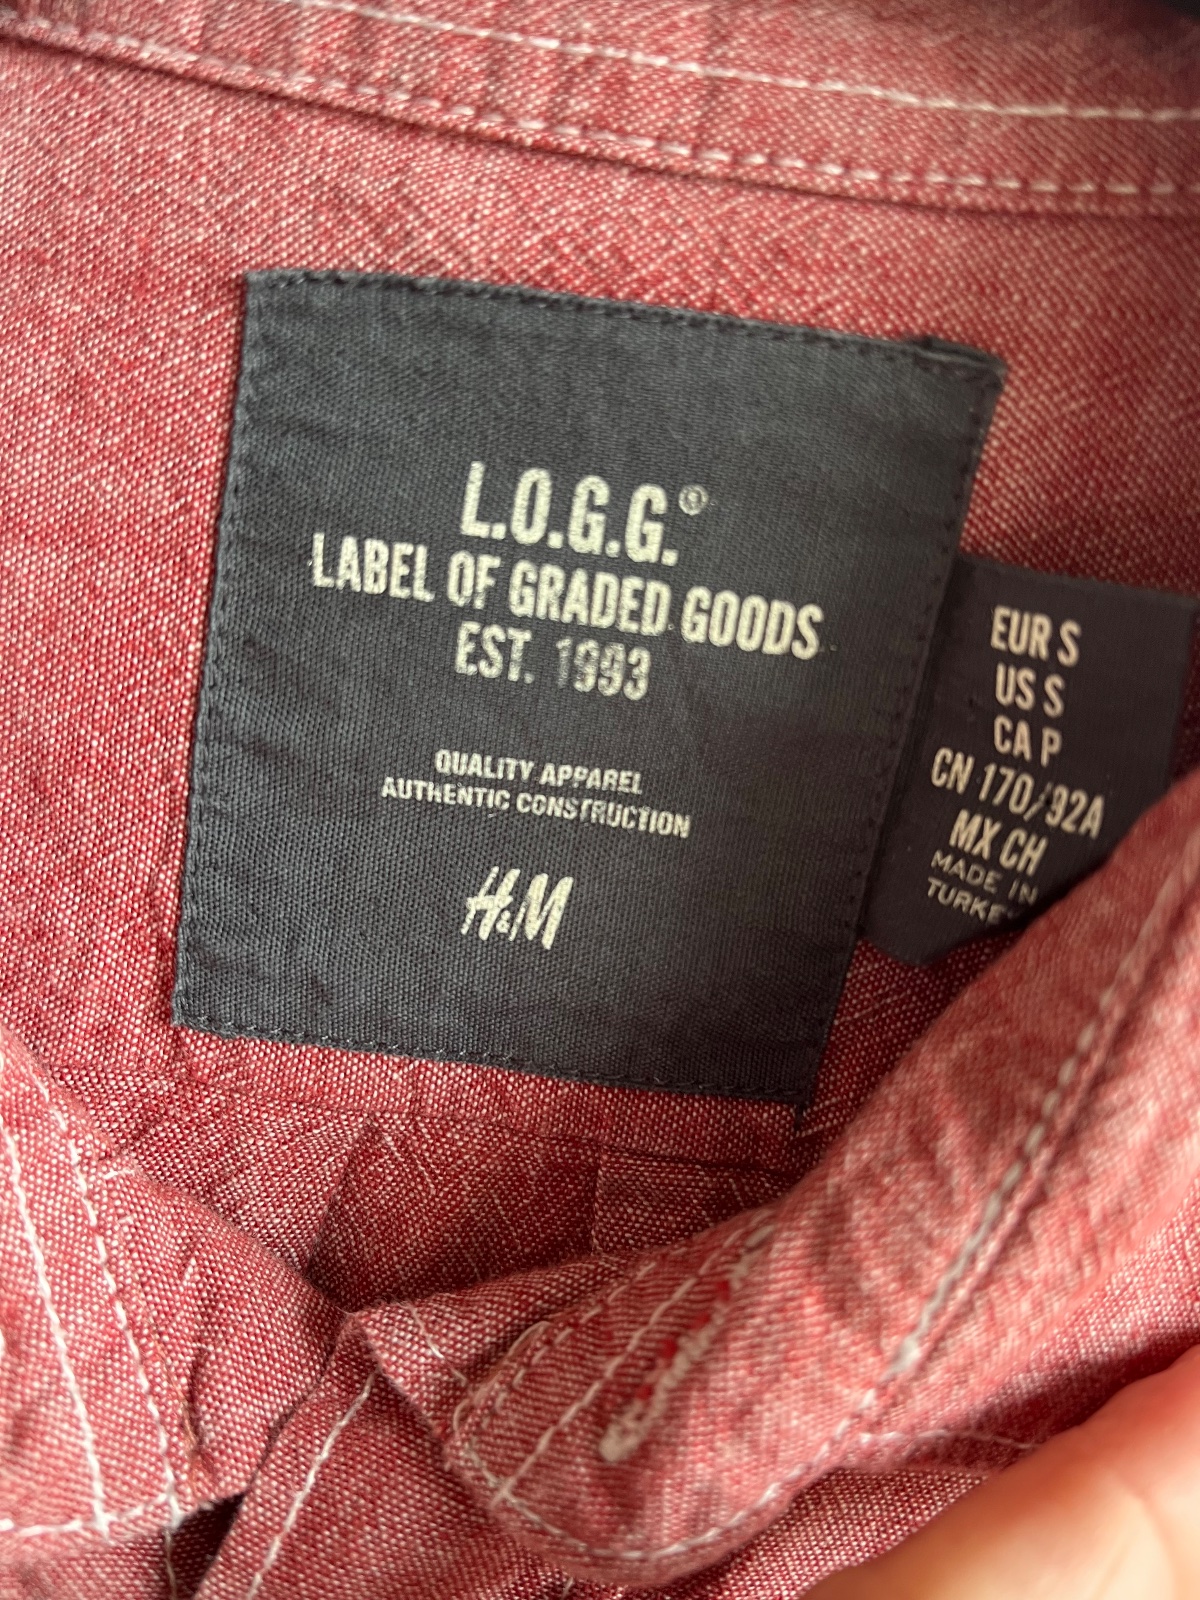 L.O.G.G.®
LABEL OF GRADED GOODS
EST. 1993
QUALITY APPAREL
AUTHENTIC CONSTRUCTION
H&M
EUR S
US S
CA P
CN 170/92A
MX CH
MADE IN
TURKEY